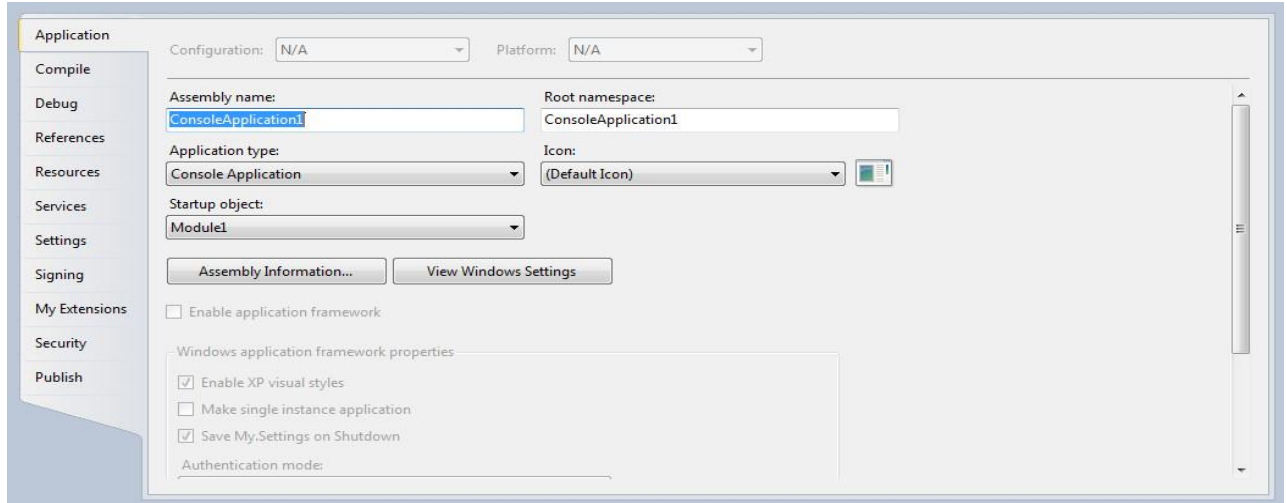 Application
Compile
Debug
References
Resources
Services
Settings
Signing
My Extensions
Security
Publish
Configuration: N/A Platform: N/A
Assembly name: Root namespace:
ConsoleApplication1 ConsoleApplication1
Application type: Icon:
Console Application (Default Icon)
Startup object:
Module1
Assembly Information... View Windows Settings
Enable application framework
Windows application framework properties
Enable XP visual styles
Make single instance application
Save My.Settings on Shutdown
Authentication mode: